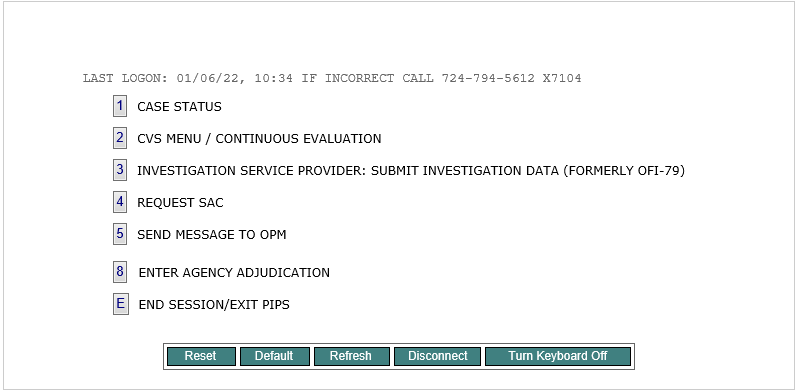 LAST LOGON: 01/06/22, 10:34 IF INCORRECT CALL 724-794-5612 X7104
1 CASE STATUS
2 CVS MENU / CONTINUOUS EVALUATION
3 INVESTIGATION SERVICE PROVIDER: SUBMIT INVESTIGATION DATA (FORMERLY OFI-79)
4 REQUEST SAC
5 SEND MESSAGE TO OPM
8 ENTER AGENCY ADJUDICATION
E END SESSION/EXIT PIPS
Reset Default Refresh Disconnect Turn Keyboard Off